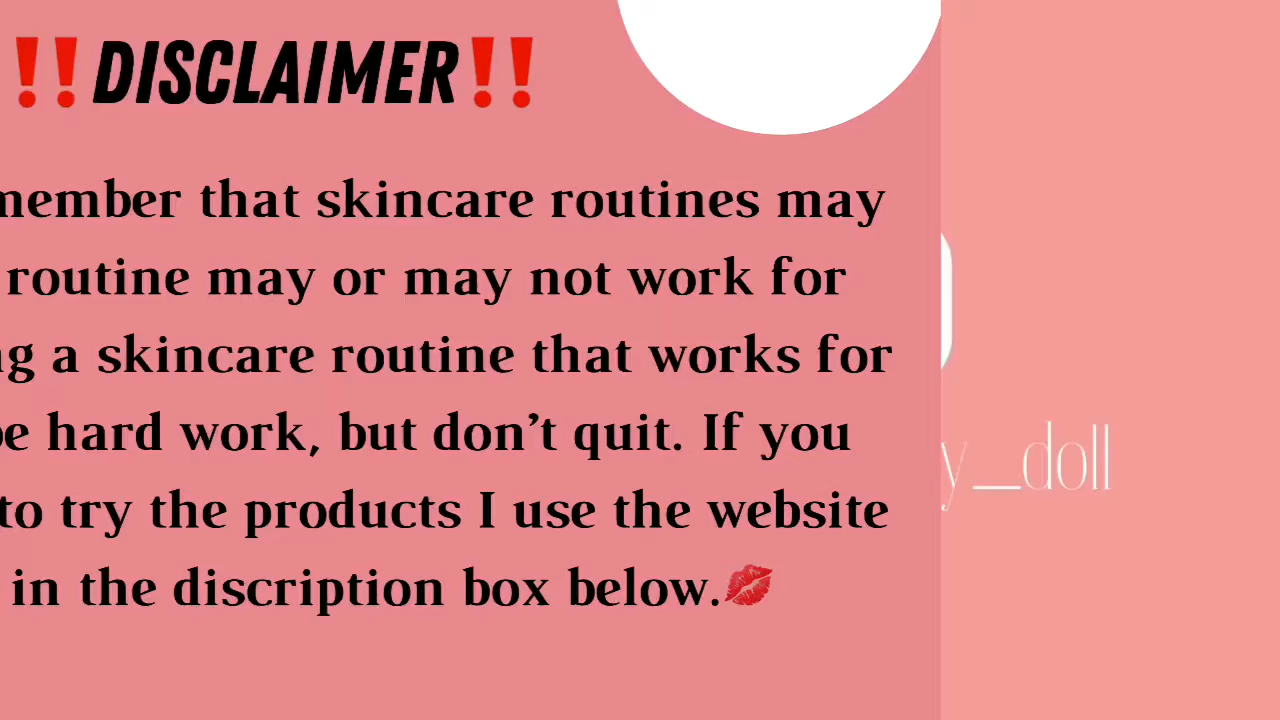 ‼️DISCLAIMER‼️
member that skincare routines may
routine may or may not work for
ng a skincare routine that works for
be hard work, but don’t quit. If you
to try the products I use the website
in the discription box below.💋
y_doll